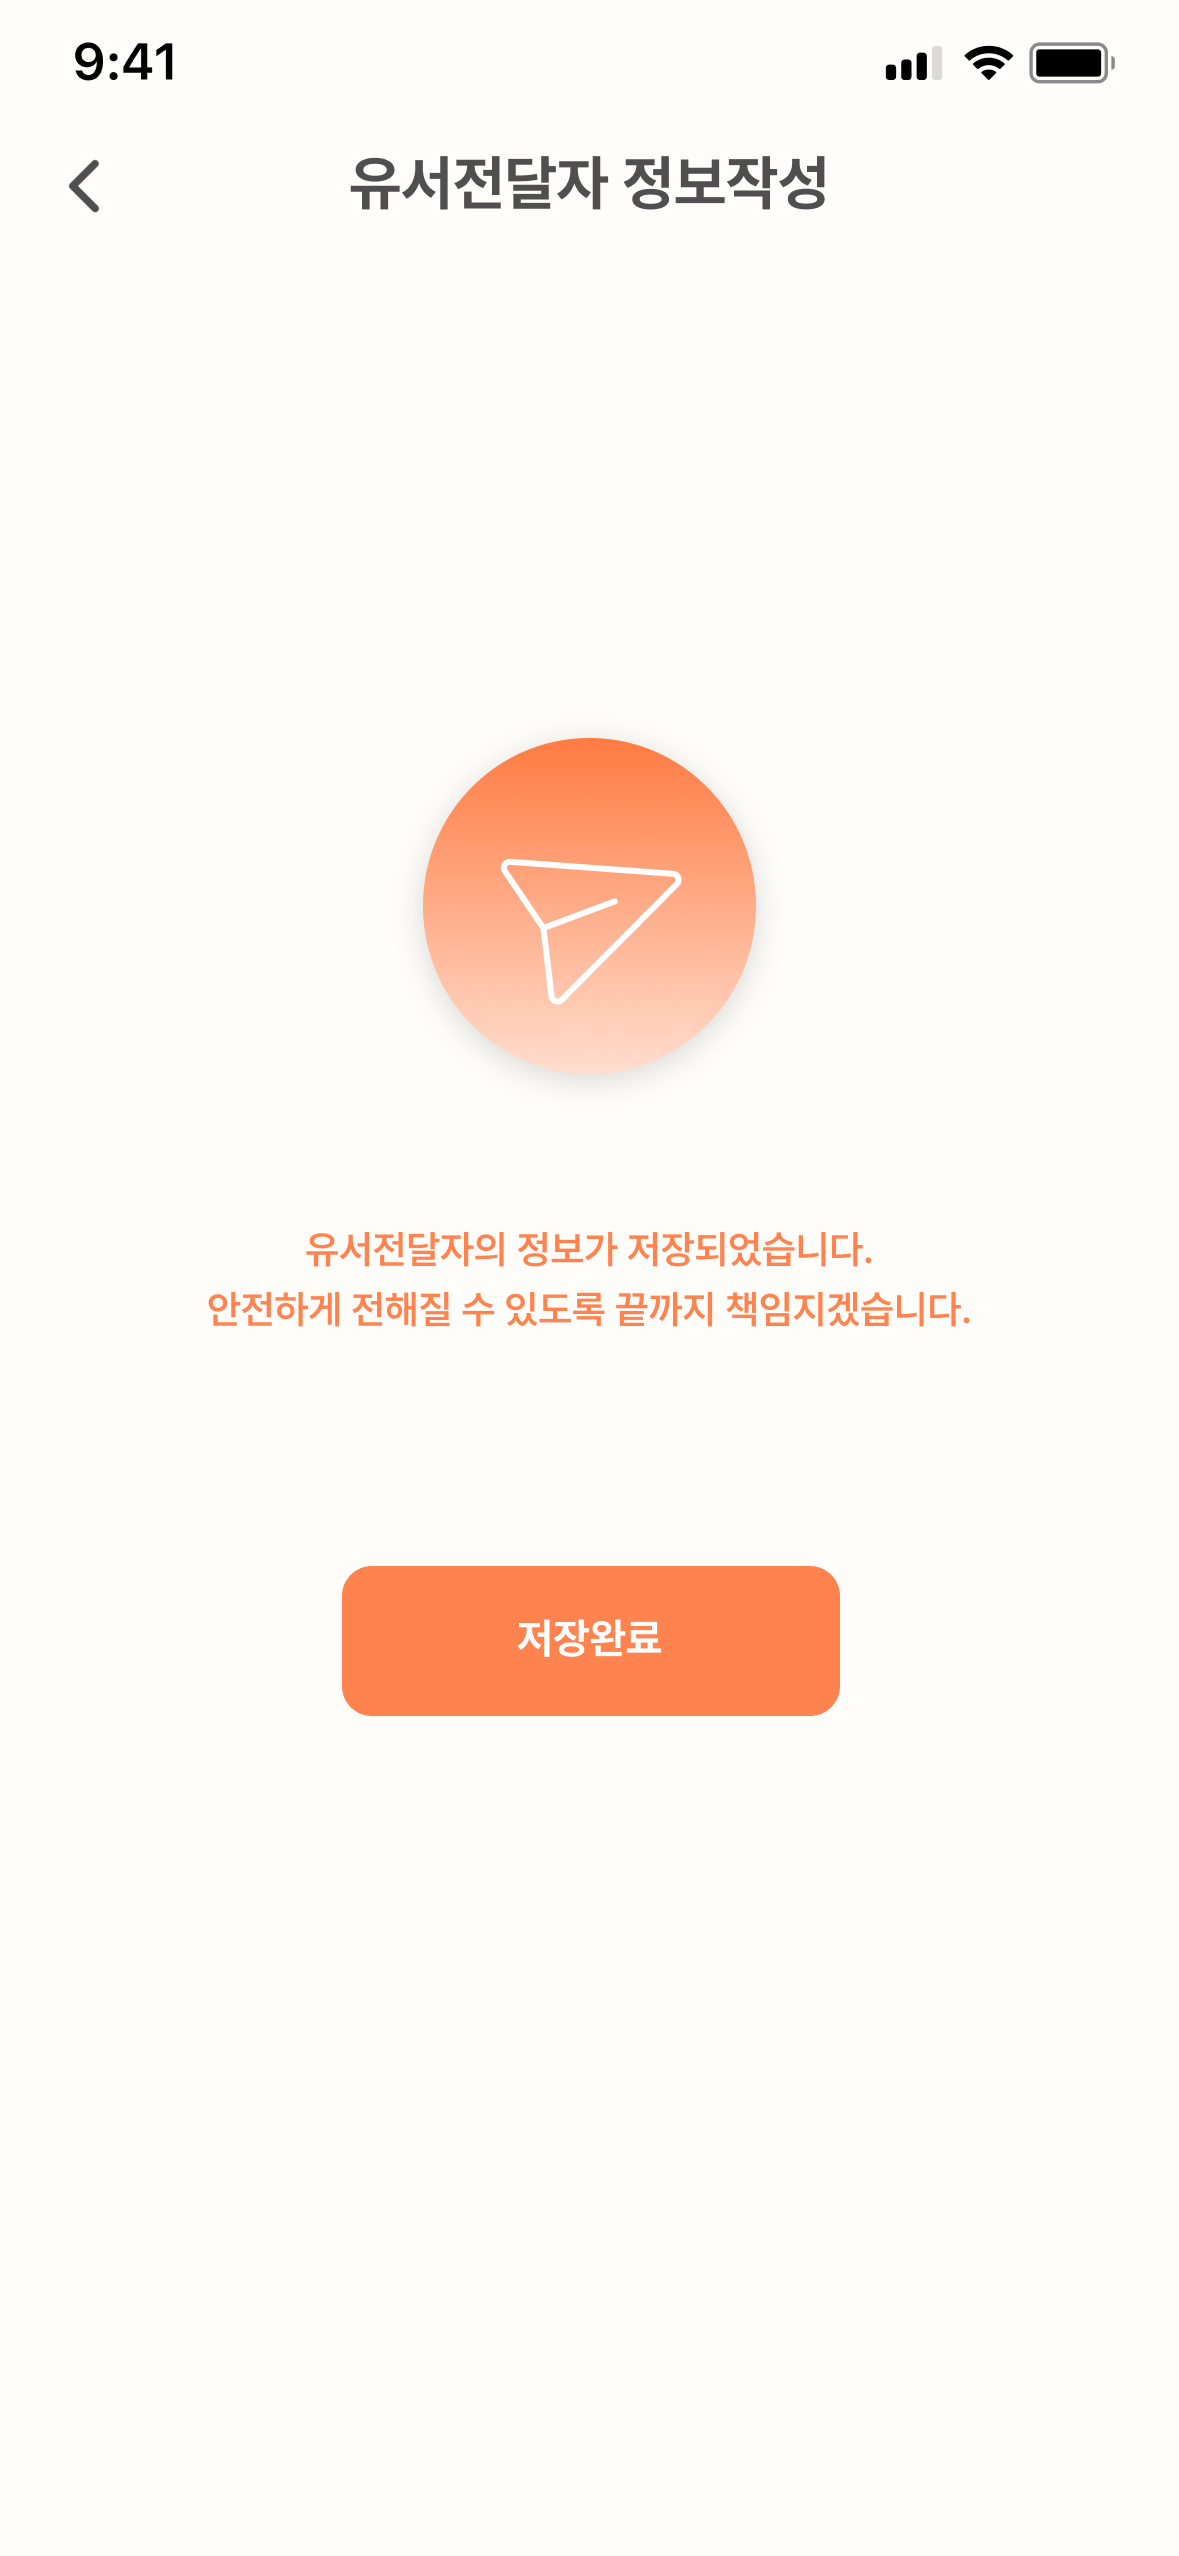 9:41
유서전달자 정보작성
유서전달자의 정보가 저장되었습니다.
안전하게 전해질 수 있도록 끝까지 책임지겠습니다.
저장완료